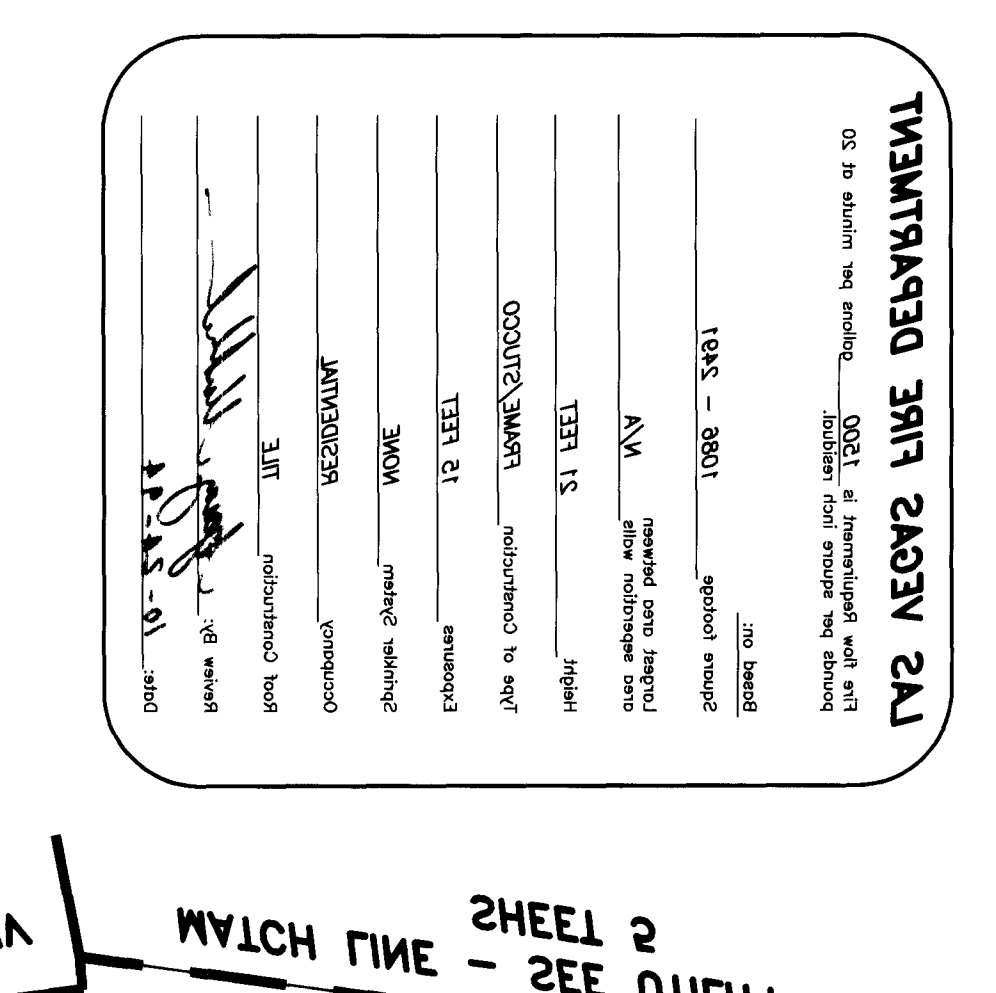 LAS VEGAS FIRE DEPARTMENT
Fire flow Requirement is 1500 gallons per minute at 20
pounds per square inch residual.
Based on:
Square footage 1086 - 2491
Largest area between
area seperation walls N/A
Height 21 FEET
Type of Construction FRAME/STUCCO
Exposures 15 FEET
Sprinkler System NONE
Occupancy RESIDENTIAL
Roof Construction TILE
Review By:
Date: 10-24-94
MATCH LINE - SEE
SHEET 5